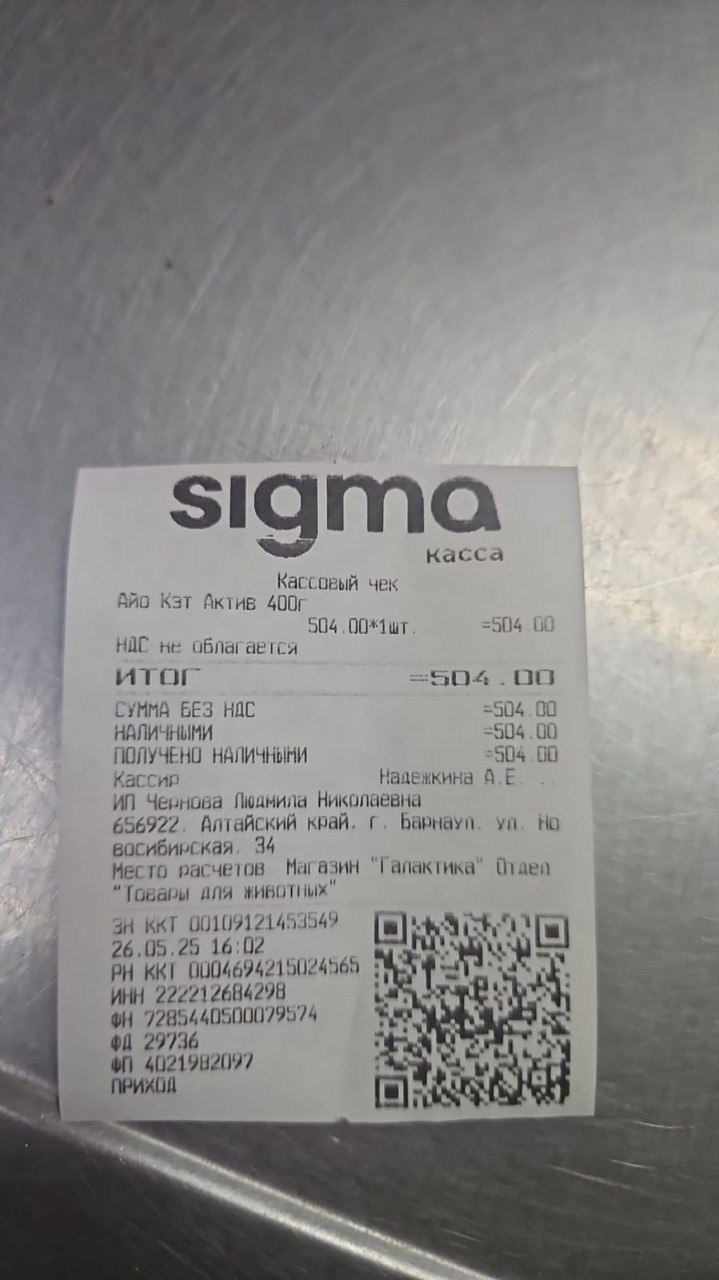 sigma
касса
Кассовый чек
Айо Кэт Актив 400г
504.00*1шт. =504.00
НДС не облагается
ИТОГ =504.00
СУММА БЕЗ НДС =504.00
НАЛИЧНЫМИ =504.00
ПОЛУЧЕНО НАЛИЧНЫМИ =504.00
Кассир Надежкина А.Е. ..
ИП Чернова Людмила Николаевна
656922, Алтайский край, г. Барнаул, ул. Но
восибирская, 34
Место расчетов Магазин "Галактика" Отдел
"Товары для животных"
ЗН ККТ 00109121453549
26.05.25 16:02
РН ККТ 0004694215024565
ИНН 222212684298
ФН 7285440500079574
ФД 29736
ФП 4021982097
ПРИХОД